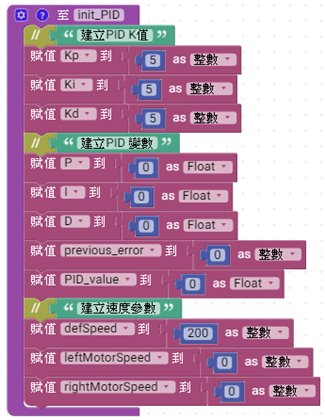 ? 至 init_PID
// “ 建立PID K值 ”
賦值 Kp 到 5 as 整數
賦值 Ki 到 5 as 整數
賦值 Kd 到 5 as 整數
// “ 建立PID 變數 ”
賦值 P 到 0 as Float
賦值 I 到 0 as Float
賦值 D 到 0 as Float
賦值 previous_error 到 0 as 整數
賦值 PID_value 到 0 as Float
// “ 建立速度參數 ”
賦值 defSpeed 到 200 as 整數
賦值 leftMotorSpeed 到 0 as 整數
賦值 rightMotorSpeed 到 0 as 整數